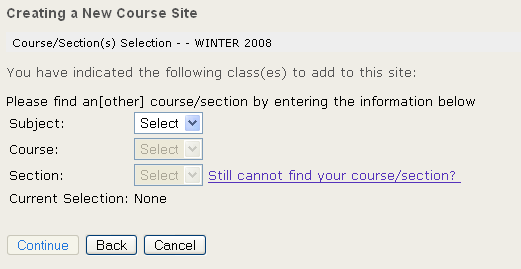 Creating a New Course Site
Course/Section(s) Selection - - WINTER 2008
You have indicated the following class(es) to add to this site:
Please find an[other] course/section by entering the information below
Subject: Select
Course: Select
Section: Select Still cannot find your course/section?
Current Selection: None
Continue Back Cancel